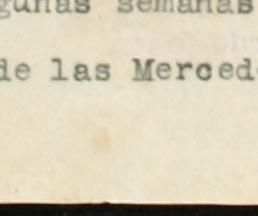 gunas semanas
de las Merced